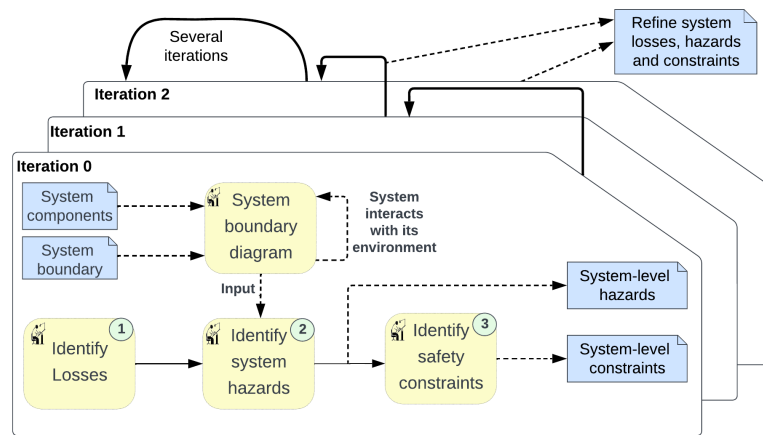 Several
iterations
Refine system
losses, hazards
and constraints
Iteration 2
Iteration 1
Iteration 0
System
components
System
boundary
System
boundary
diagram
System
interacts
with its
environment
Input
System-level
hazards
1
Identify
Losses
2
Identify
system
hazards
3
Identify
safety
constraints
System-level
constraints